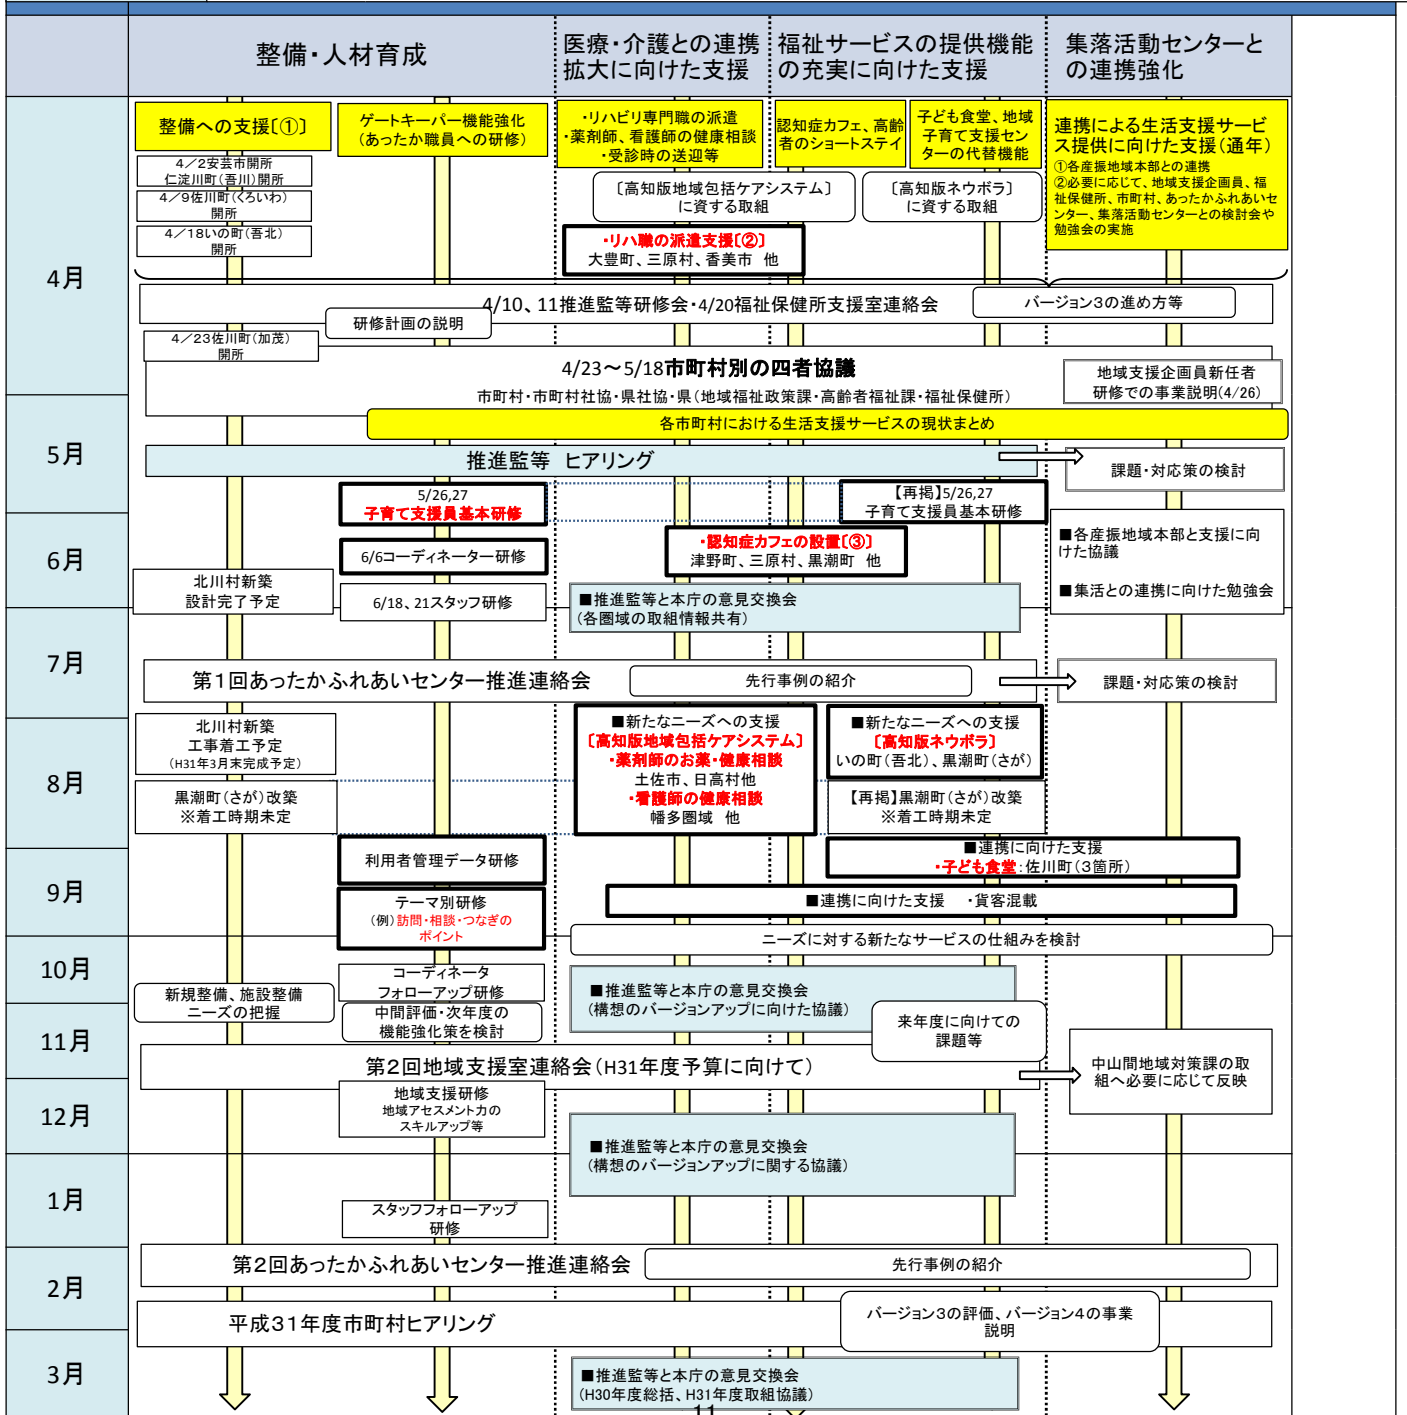 整備・人材育成
医療・介護との連携
拡大に向けた支援
福祉サービスの提供機能
の充実に向けた支援
集落活動センターと
の連携強化
4月
整備への支援〔①〕
ゲートキーパー機能強化
(あったか職員への研修)
・リハビリ専門職の派遣
・薬剤師、看護師の健康相談
・受診時の送迎等
認知症カフェ、高齢
者のショートステイ
子ども食堂、地域
子育て支援セン
ターの代替機能
連携による生活支援サービ
ス提供に向けた支援(通年)
①各産振地域本部との連携
②必要に応じて、地域支援企画員、福
祉保健所、市町村、あったかふれあいセ
ンター、集落活動センターとの検討会や
勉強会の実施
4/2安芸市開所
仁淀川町(吾川)開所
4/9佐川町(くろいわ)
開所
4/18いの町(吾北)
開所
〔高知版地域包括ケアシステム〕
に資する取組
〔高知版ネウボラ〕
に資する取組
・リハ職の派遣支援〔②〕
大豊町、三原村、香美市 他
4/10、11推進監等研修会・4/20福祉保健所支援室連絡会
バージョン3の進め方等
研修計画の説明
4/23佐川町(加茂)
開所
4/23～5/18市町村別の四者協議
市町村・市町村社協・県社協・県(地域福祉政策課・高齢者福祉課・福祉保健所)
地域支援企画員新任者
研修での事業説明(4/26)
5月
各市町村における生活支援サービスの現状まとめ
推進監等 ヒアリング
課題・対応策の検討
5/26,27
子育て支援員基本研修
【再掲】5/26,27
子育て支援員基本研修
6月
6/6コーディネーター研修
・認知症カフェの設置〔③〕
津野町、三原村、黒潮町 他
■各産振地域本部と支援に向
けた協議
■集活との連携に向けた勉強会
北川村新築
設計完了予定
6/18、21スタッフ研修
■推進監等と本庁の意見交換会
(各圏域の取組情報共有)
7月
第1回あったかふれあいセンター推進連絡会
先行事例の紹介
課題・対応策の検討
8月
北川村新築
工事着工予定
(H31年3月末完成予定)
■新たなニーズへの支援
〔高知版地域包括ケアシステム〕
・薬剤師のお薬・健康相談
土佐市、日高村他
・看護師の健康相談
幡多圏域 他
■新たなニーズへの支援
〔高知版ネウボラ〕
いの町(吾北)、黒潮町(さが)
黒潮町(さが)改築
※着工時期未定
【再掲】黒潮町(さが)改築
※着工時期未定
9月
利用者管理データ研修
■連携に向けた支援
・子ども食堂:佐川町(3箇所)
テーマ別研修
(例)訪問・相談・つなぎの
ポイント
■連携に向けた支援 ・貨客混載
ニーズに対する新たなサービスの仕組みを検討
10月
新規整備、施設整備
ニーズの把握
コーディネータ
フォローアップ研修
■推進監等と本庁の意見交換会
(構想のバージョンアップに向けた協議)
中間評価・次年度の
機能強化策を検討
来年度に向けての
課題等
11月
第2回地域支援室連絡会(H31年度予算に向けて)
中山間地域対策課の取
組へ必要に応じて反映
12月
地域支援研修
地域アセスメント力の
スキルアップ等
■推進監等と本庁の意見交換会
(構想のバージョンアップに関する協議)
1月
スタッフフォローアップ
研修
2月
第2回あったかふれあいセンター推進連絡会
先行事例の紹介
平成31年度市町村ヒアリング
バージョン3の評価、バージョン4の事業
説明
3月
■推進監等と本庁の意見交換会
(H30年度総括、H31年度取組協議)
11